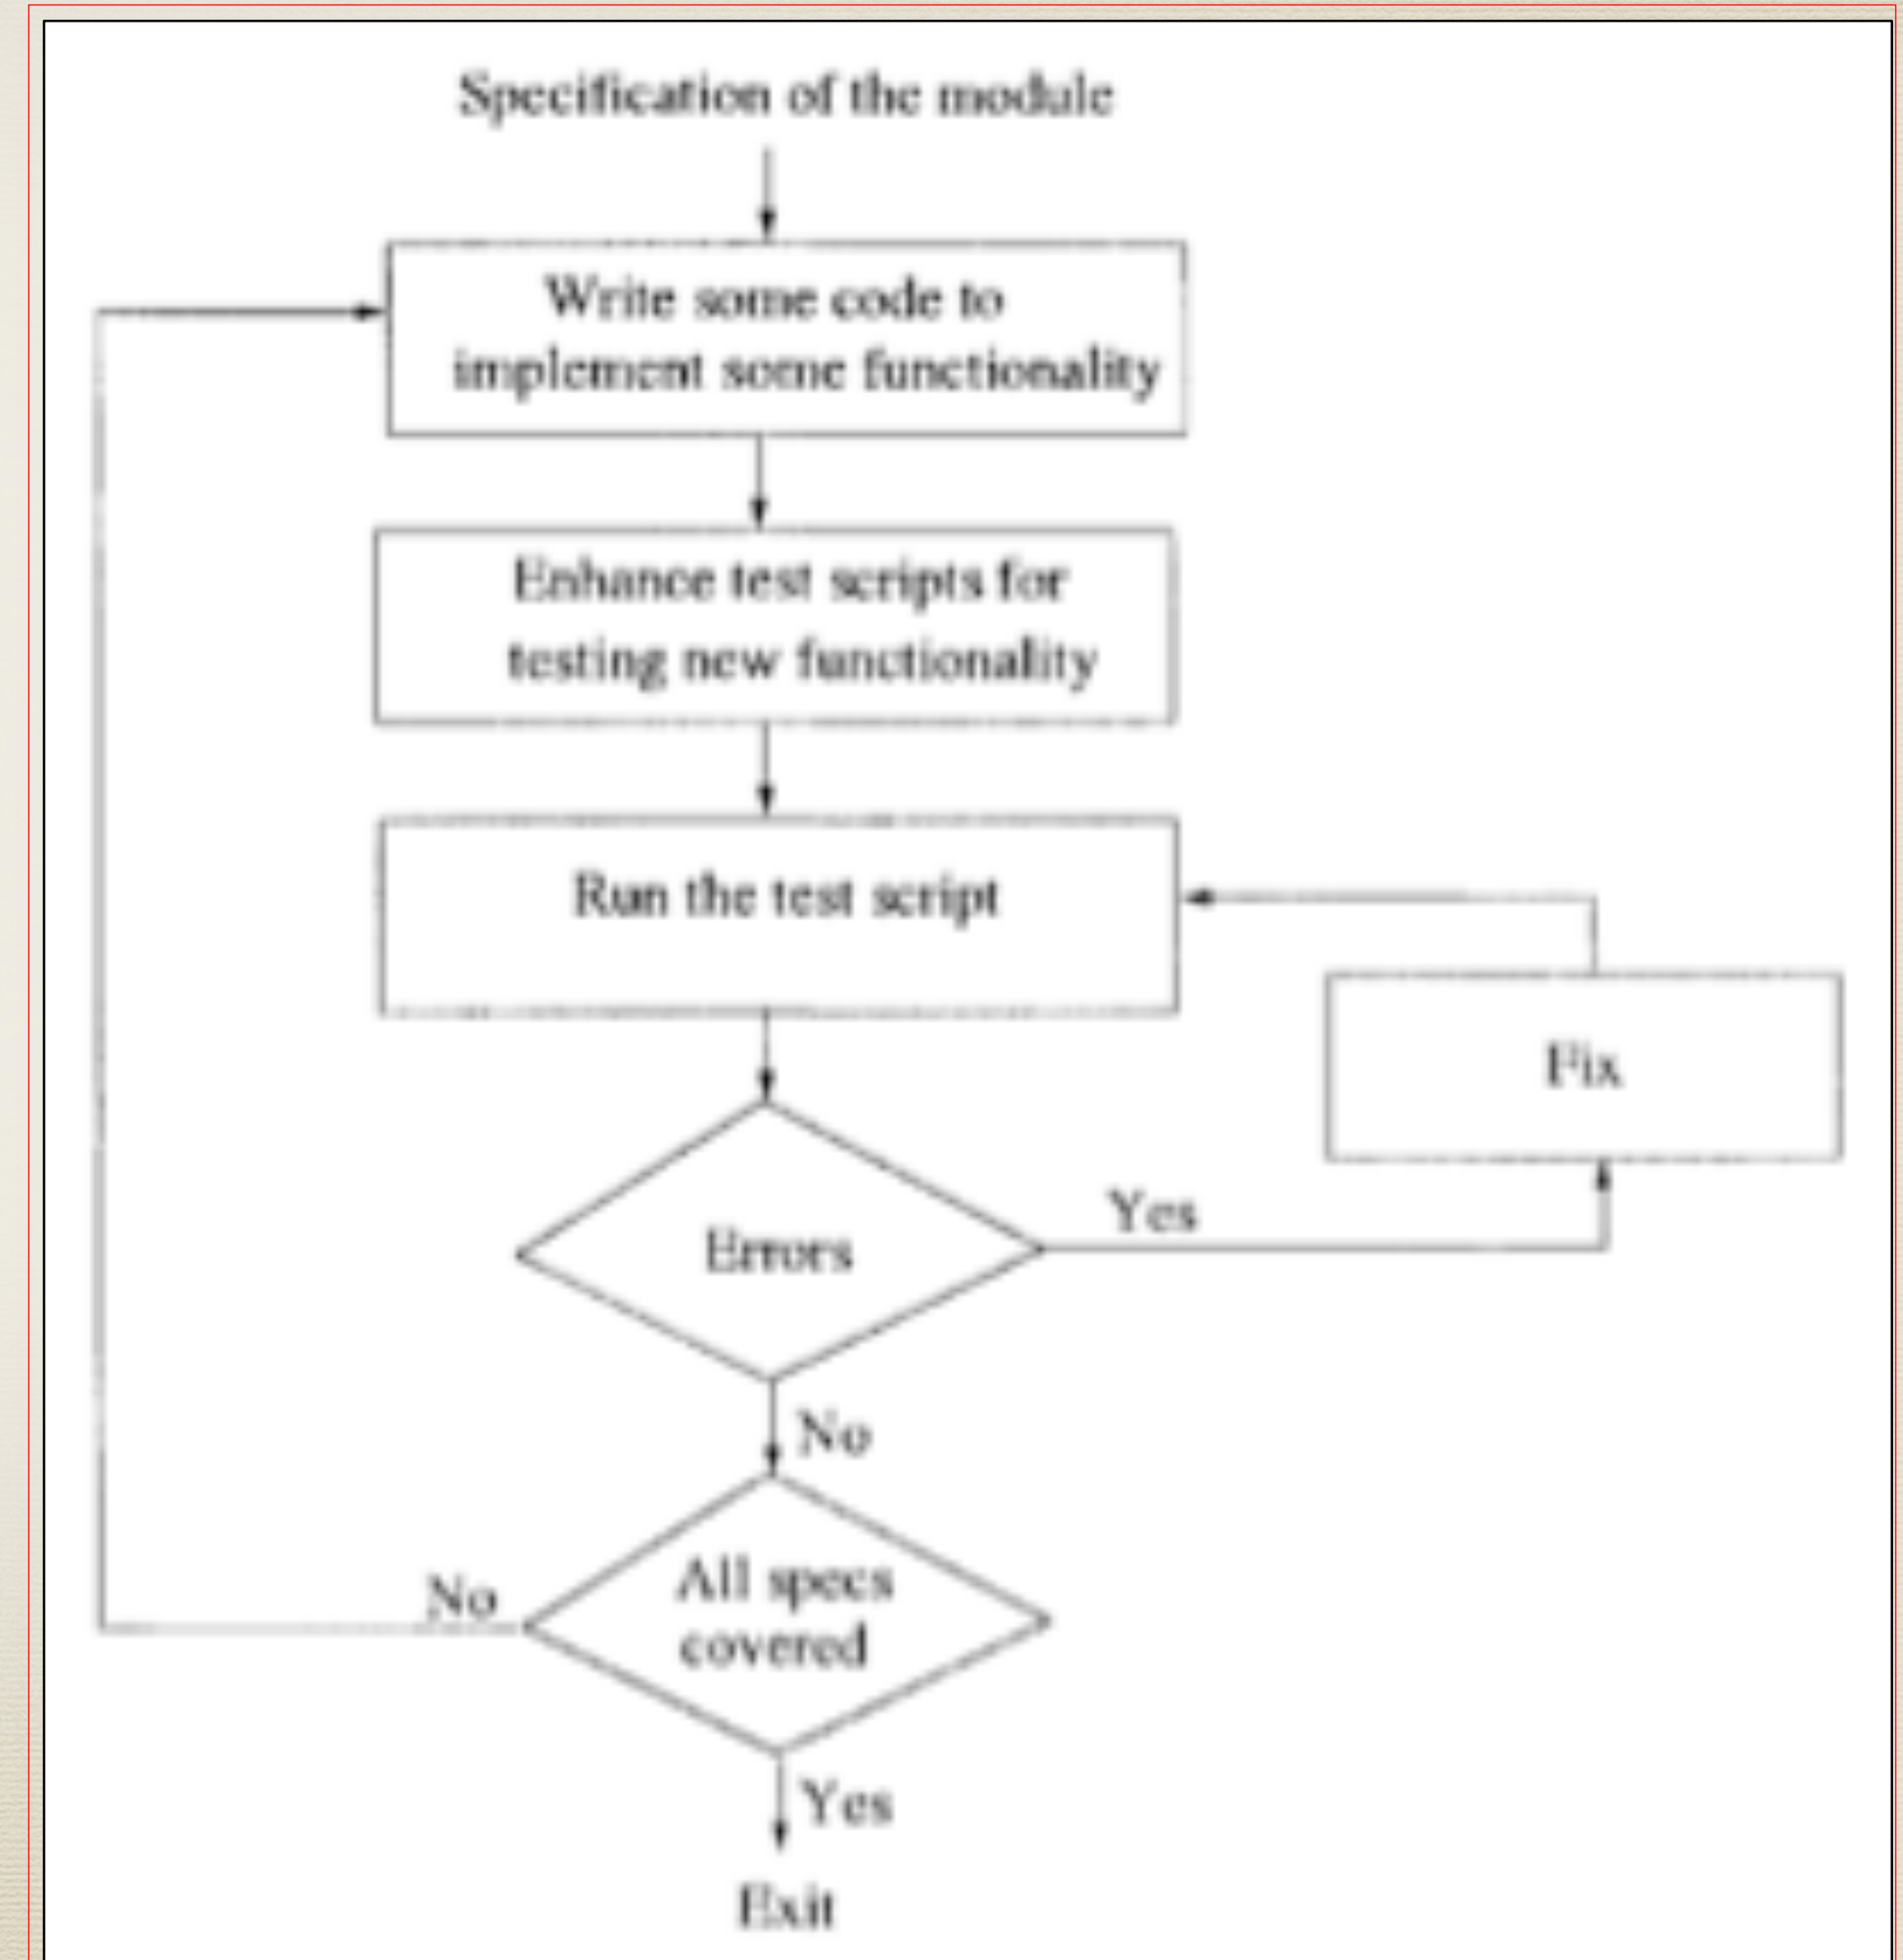 Specification of the module
Write some code to
implement some functionality
Enhance test scripts for
testing new functionality
Run the test script
Fix
Errors
Yes
No
All specs
covered
No
Yes
Exit